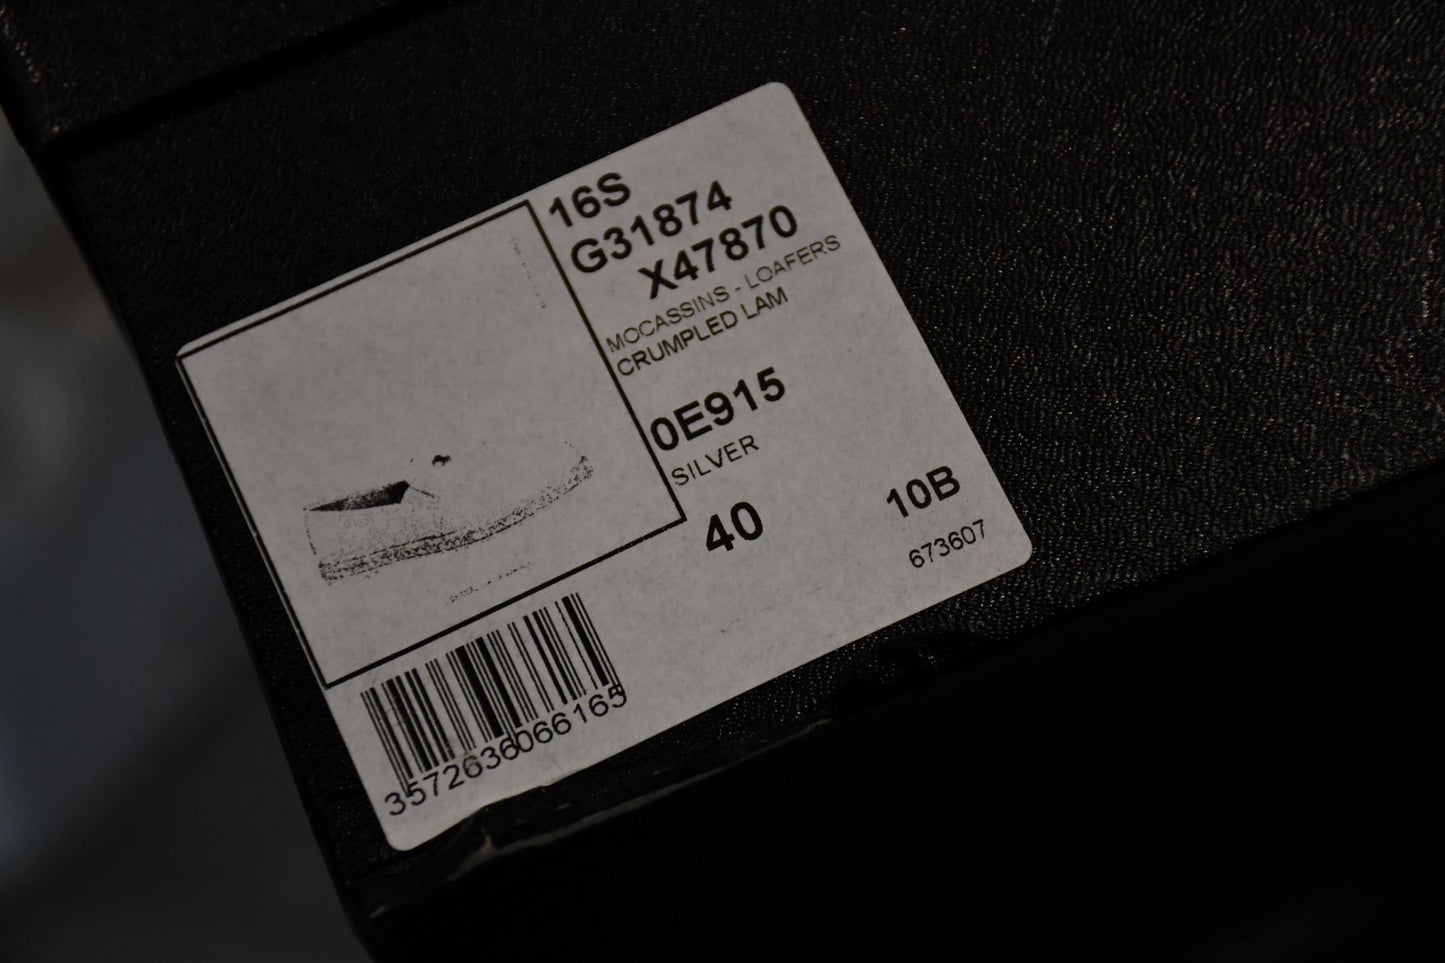 16S
G31874
X47870
MOCASSINS - LOAFERS
CRUMPLED LAM
0E915
SILVER
40
10B
673607
3572636066165